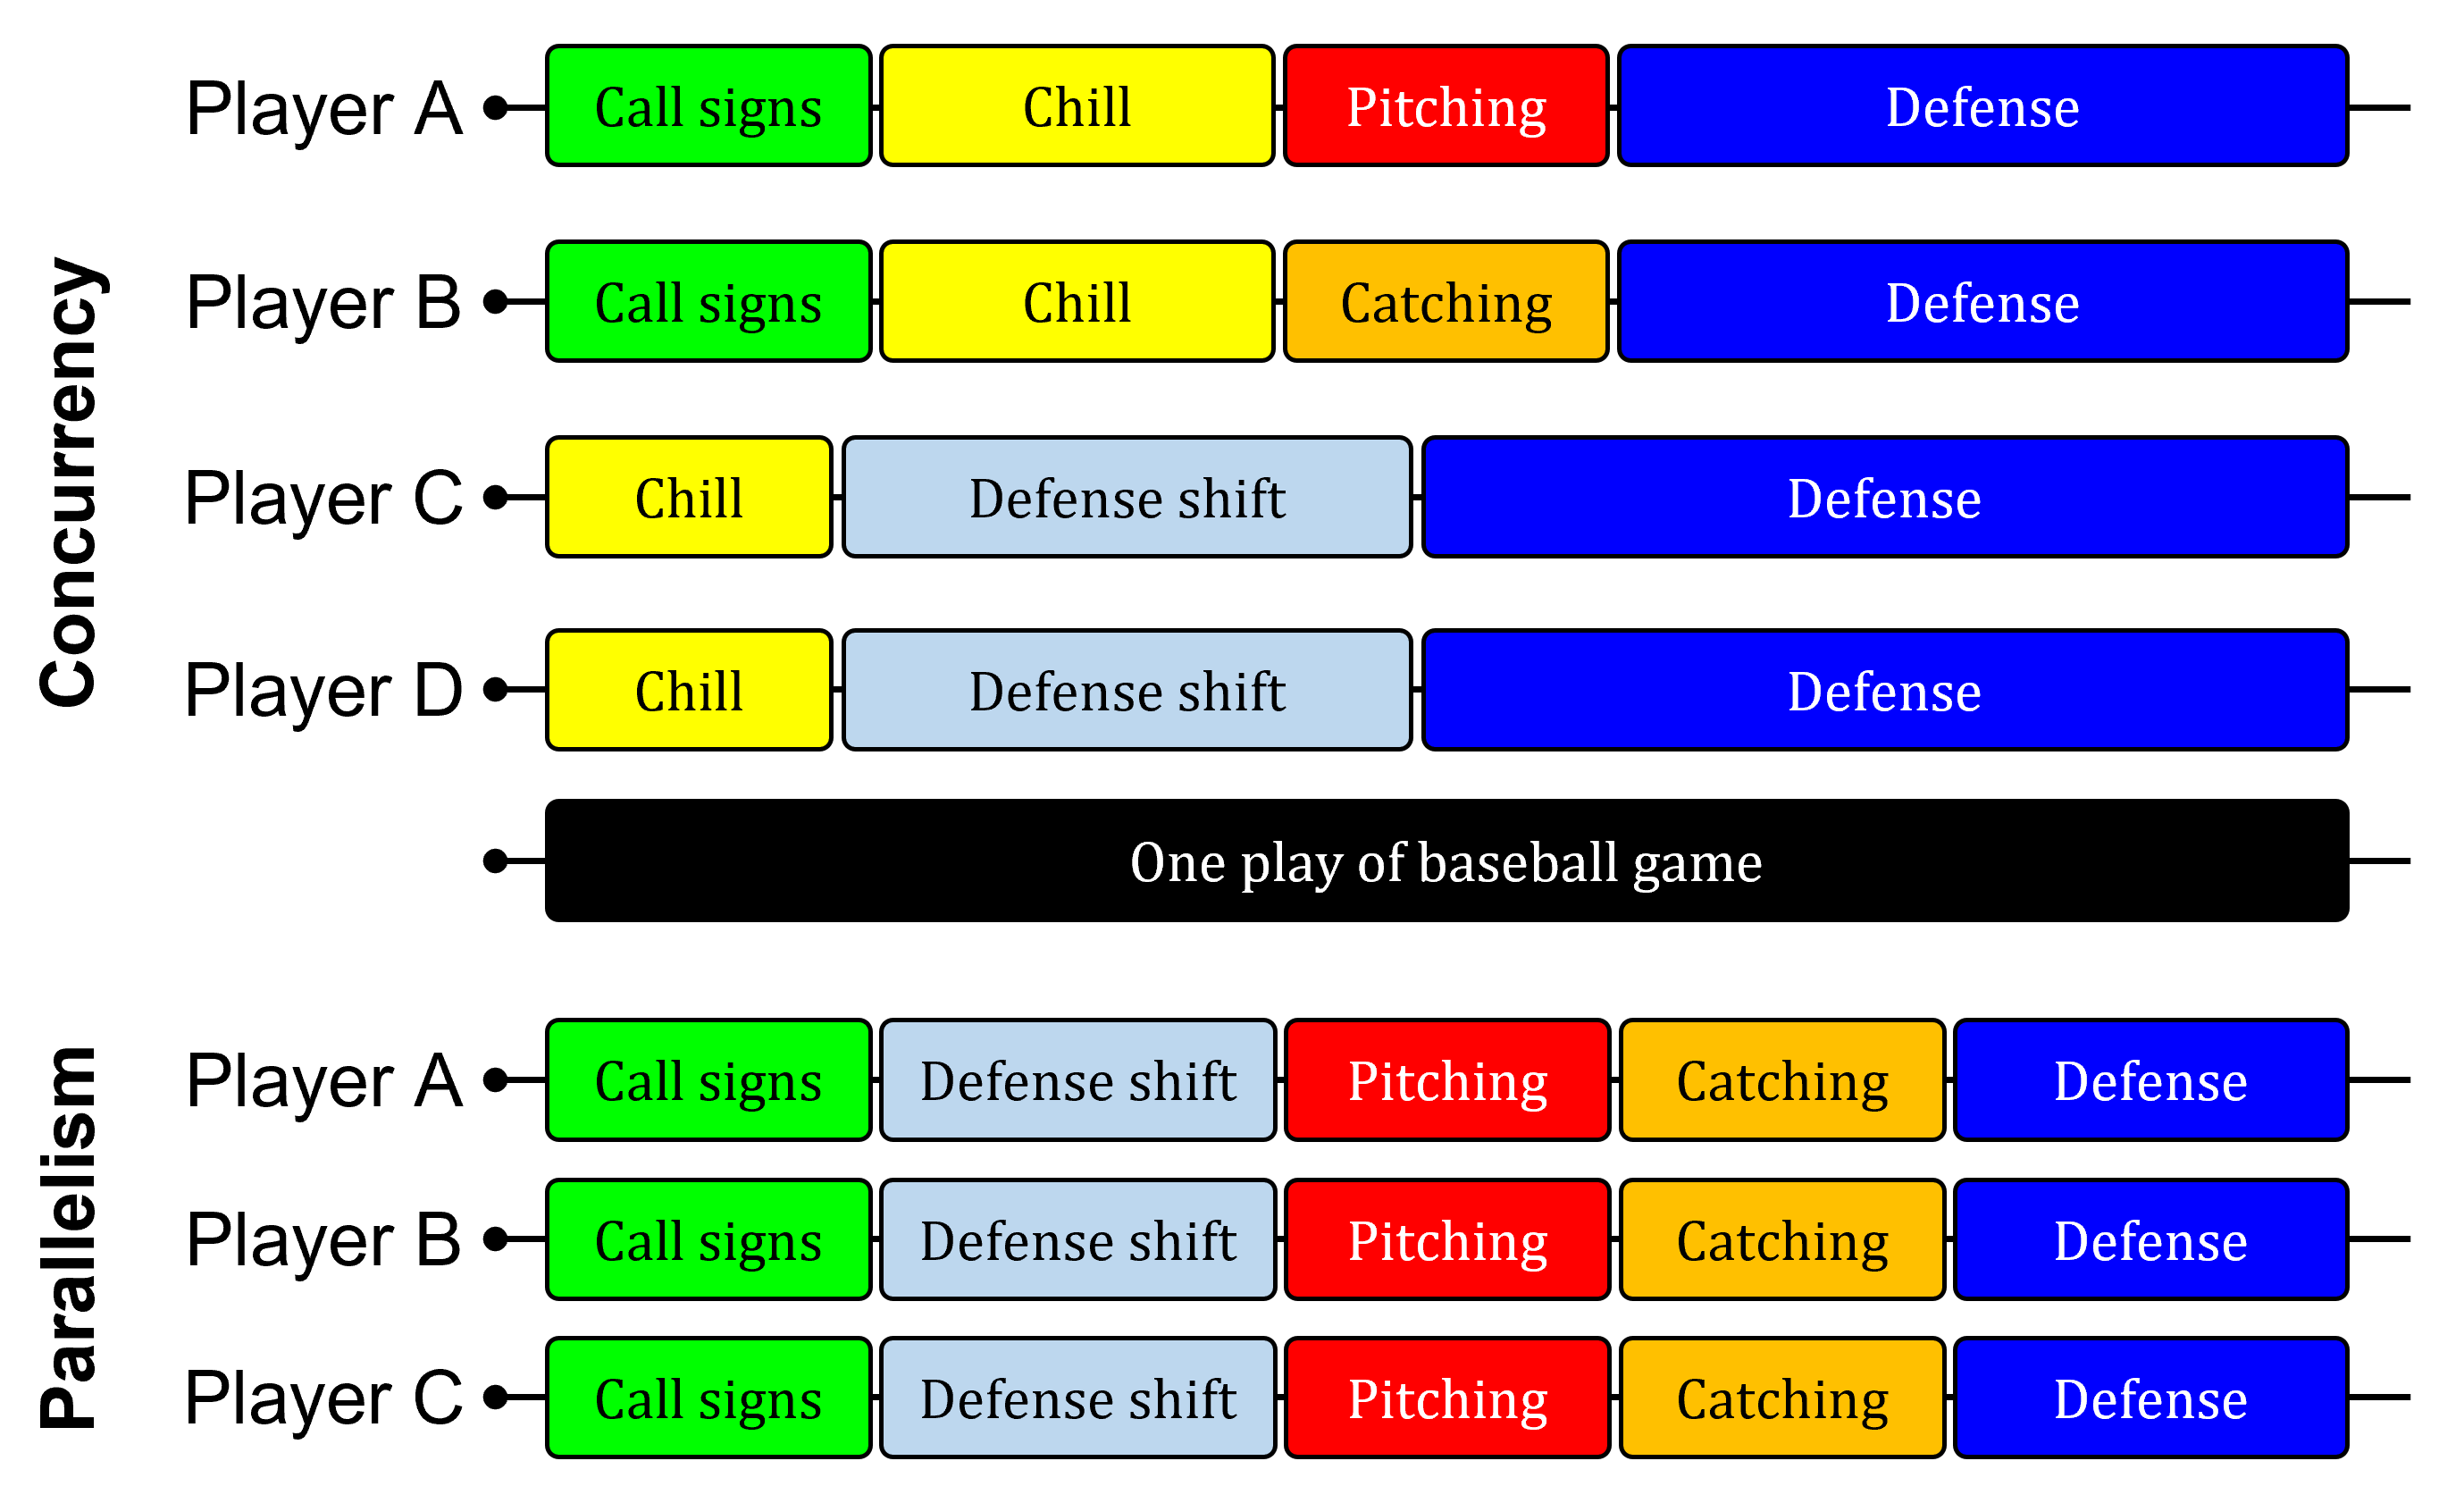 Concurrency
Player A Call signs Chill Pitching Defense
Player B Call signs Chill Catching Defense
Player C Chill Defense shift Defense
Player D Chill Defense shift Defense
One play of baseball game
Parallelism
Player A Call signs Defense shift Pitching Catching Defense
Player B Call signs Defense shift Pitching Catching Defense
Player C Call signs Defense shift Pitching Catching Defense